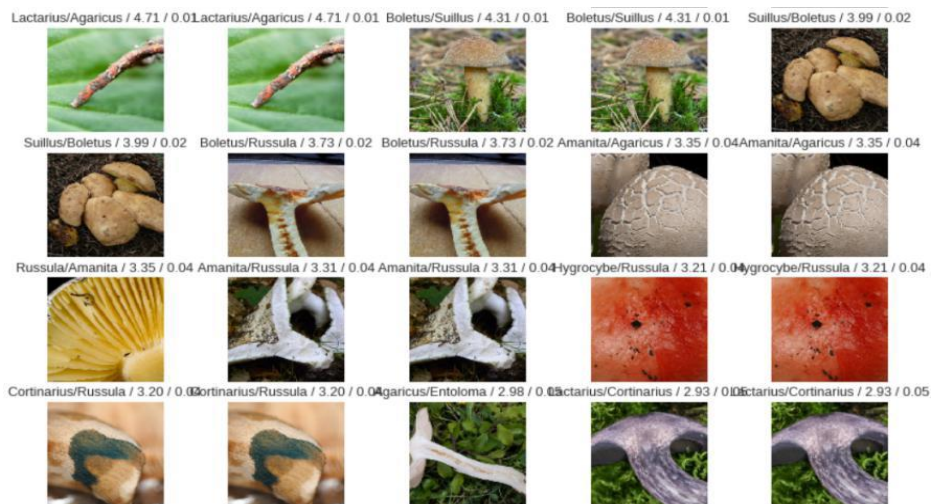 Lactarius/Agaricus / 4.71 / 0.01 Lactarius/Agaricus / 4.71 / 0.01 Boletus/Suillus / 4.31 / 0.01 Boletus/Suillus / 4.31 / 0.01 Suillus/Boletus / 3.99 / 0.02
Suillus/Boletus / 3.99 / 0.02 Boletus/Russula / 3.73 / 0.02 Boletus/Russula / 3.73 / 0.02 Amanita/Agaricus / 3.35 / 0.04 Amanita/Agaricus / 3.35 / 0.04
Russula/Amanita / 3.35 / 0.04 Amanita/Russula / 3.31 / 0.04 Amanita/Russula / 3.31 / 0.04 Hygrocybe/Russula / 3.21 / 0.04 Hygrocybe/Russula / 3.21 / 0.04
Cortinarius/Russula / 3.20 / 0.04 Cortinarius/Russula / 3.20 / 0.04 Agaricus/Entoloma / 2.98 / 0.05 Lactarius/Cortinarius / 2.93 / 0.05 Lactarius/Cortinarius / 2.93 / 0.05